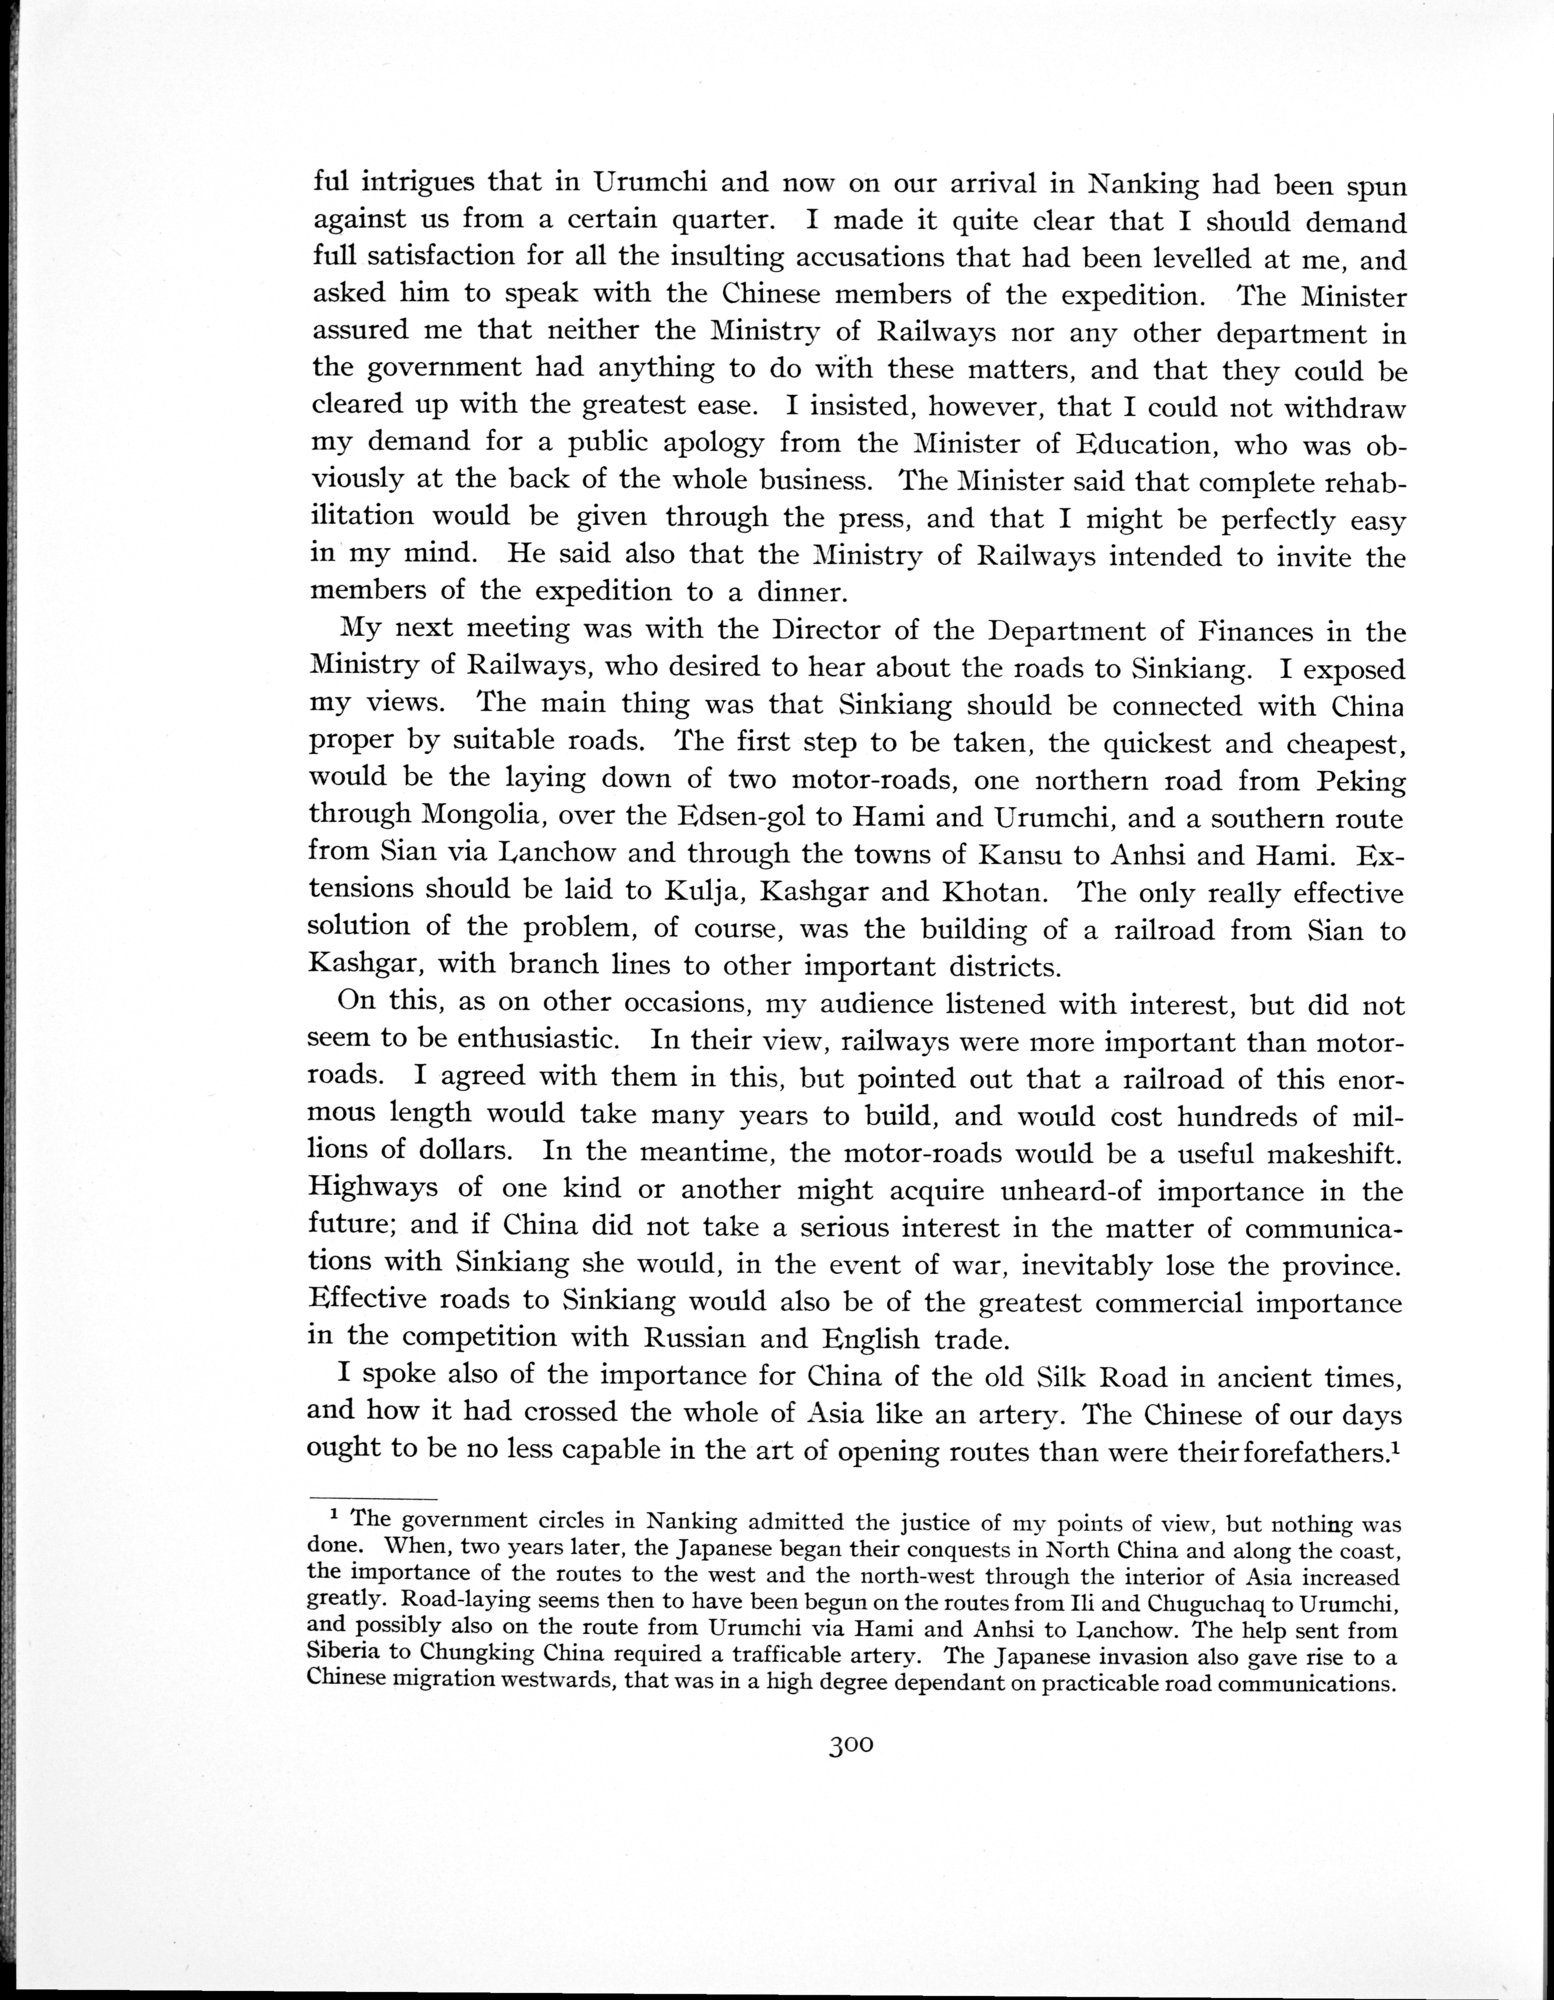 ful intrigues that in Urumchi and now on our arrival in Nanking had been spun
against us from a certain quarter. I made it quite clear that I should demand
full satisfaction for all the insulting accusations that had been levelled at me, and
asked him to speak with the Chinese members of the expedition. The Minister
assured me that neither the Ministry of Railways nor any other department in
the government had anything to do with these matters, and that they could be
cleared up with the greatest ease. I insisted, however, that I could not withdraw
my demand for a public apology from the Minister of Education, who was ob-
viously at the back of the whole business. The Minister said that complete rehab-
ilitation would be given through the press, and that I might be perfectly easy
in my mind. He said also that the Ministry of Railways intended to invite the
members of the expedition to a dinner.
My next meeting was with the Director of the Department of Finances in the
Ministry of Railways, who desired to hear about the roads to Sinkiang. I exposed
my views. The main thing was that Sinkiang should be connected with China
proper by suitable roads. The first step to be taken, the quickest and cheapest,
would be the laying down of two motor-roads, one northern road from Peking
through Mongolia, over the Edsen-gol to Hami and Urumchi, and a southern route
from Sian via Lanchow and through the towns of Kansu to Anhsi and Hami. Ex-
tensions should be laid to Kulja, Kashgar and Khotan. The only really effective
solution of the problem, of course, was the building of a railroad from Sian to
Kashgar, with branch lines to other important districts.
On this, as on other occasions, my audience listened with interest, but did not
seem to be enthusiastic. In their view, railways were more important than motor-
roads. I agreed with them in this, but pointed out that a railroad of this enor-
mous length would take many years to build, and would cost hundreds of mil-
lions of dollars. In the meantime, the motor-roads would be a useful makeshift.
Highways of one kind or another might acquire unheard-of importance in the
future; and if China did not take a serious interest in the matter of communica-
tions with Sinkiang she would, in the event of war, inevitably lose the province.
Effective roads to Sinkiang would also be of the greatest commercial importance
in the competition with Russian and English trade.
I spoke also of the importance for China of the old Silk Road in ancient times,
and how it had crossed the whole of Asia like an artery. The Chinese of our days
ought to be no less capable in the art of opening routes than were their forefathers.¹
¹ The government circles in Nanking admitted the justice of my points of view, but nothing was
done. When, two years later, the Japanese began their conquests in North China and along the coast,
the importance of the routes to the west and the north-west through the interior of Asia increased
greatly. Road-laying seems then to have been begun on the routes from Ili and Chuguchaq to Urumchi,
and possibly also on the route from Urumchi via Hami and Anhsi to Lanchow. The help sent from
Siberia to Chungking China required a trafficable artery. The Japanese invasion also gave rise to a
Chinese migration westwards, that was in a high degree dependant on practicable road communications.
300